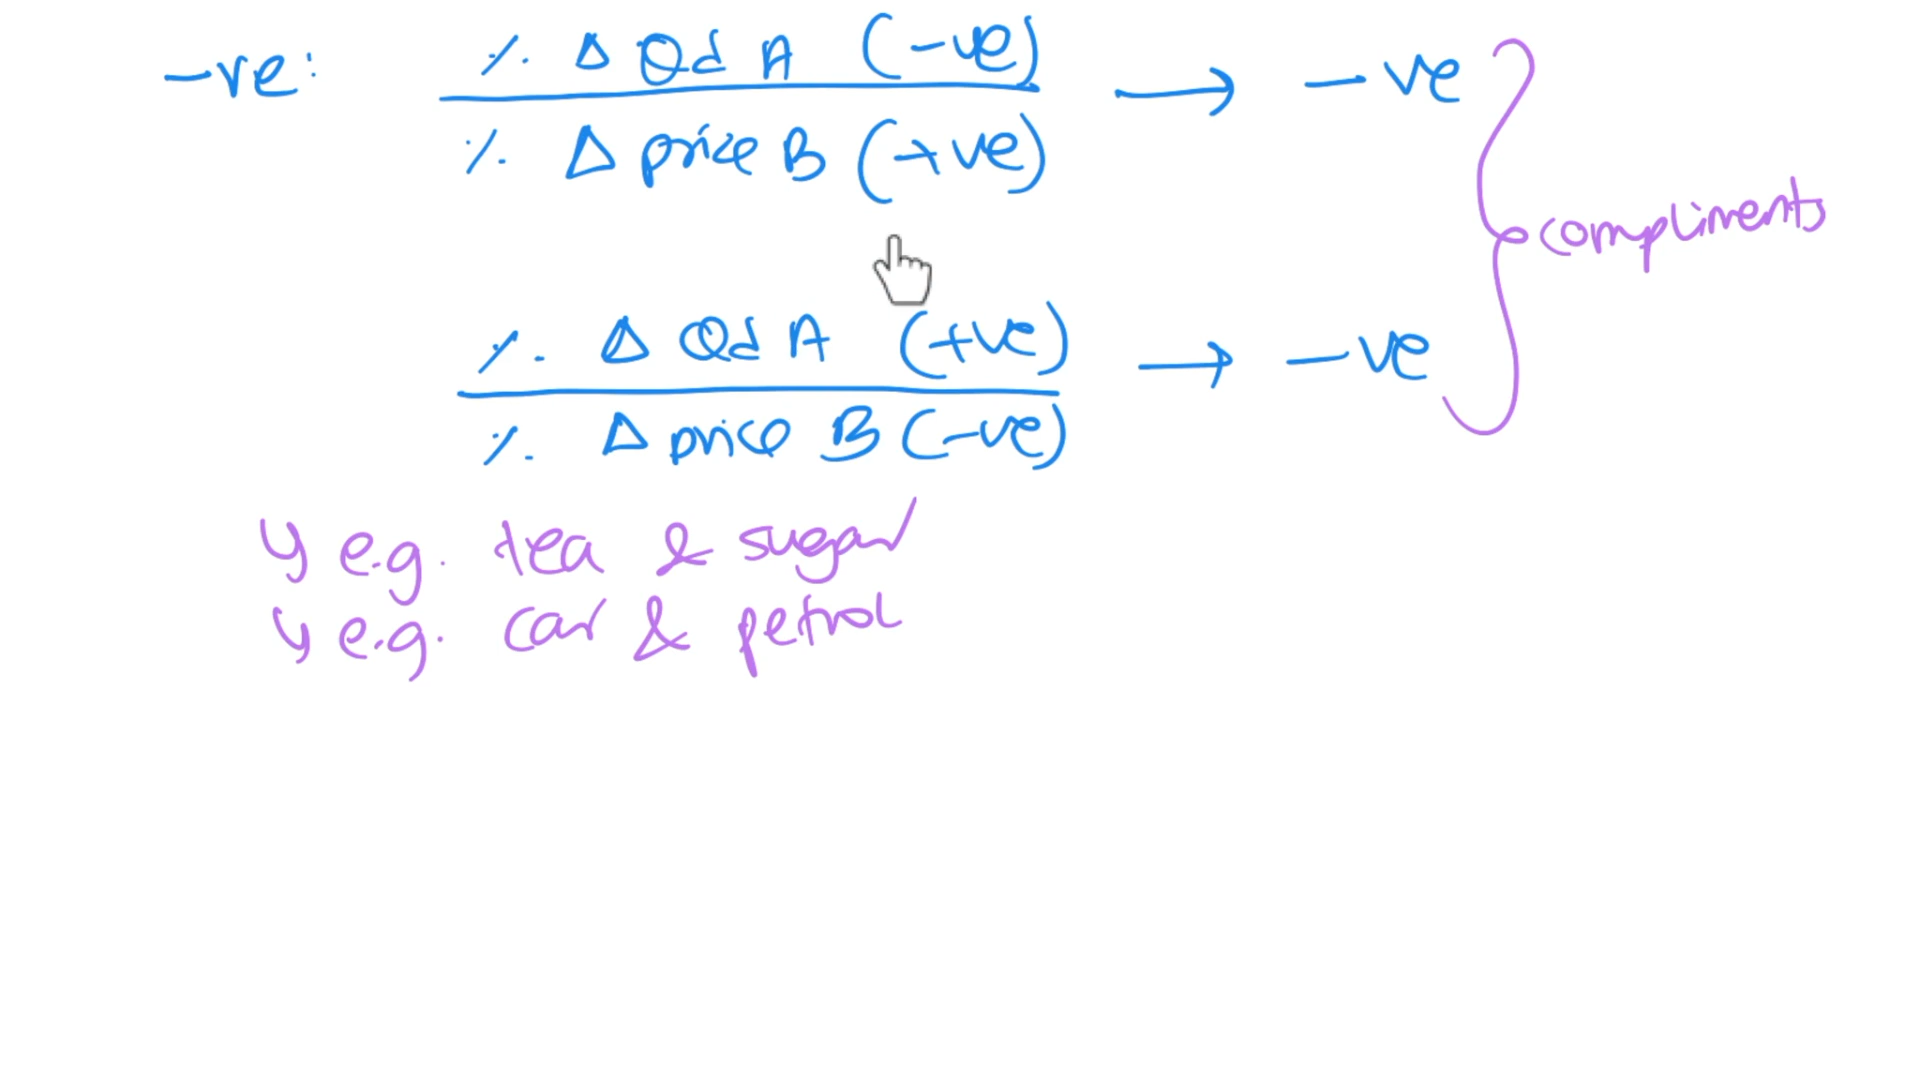 -ve: % Δ Qd A (-ve) → -ve
% Δ price B (+ve)
compliments
% Δ Qd A (+ve) → -ve
% Δ price B (-ve)
↳ e.g. tea & sugar
↳ e.g. car & petrol